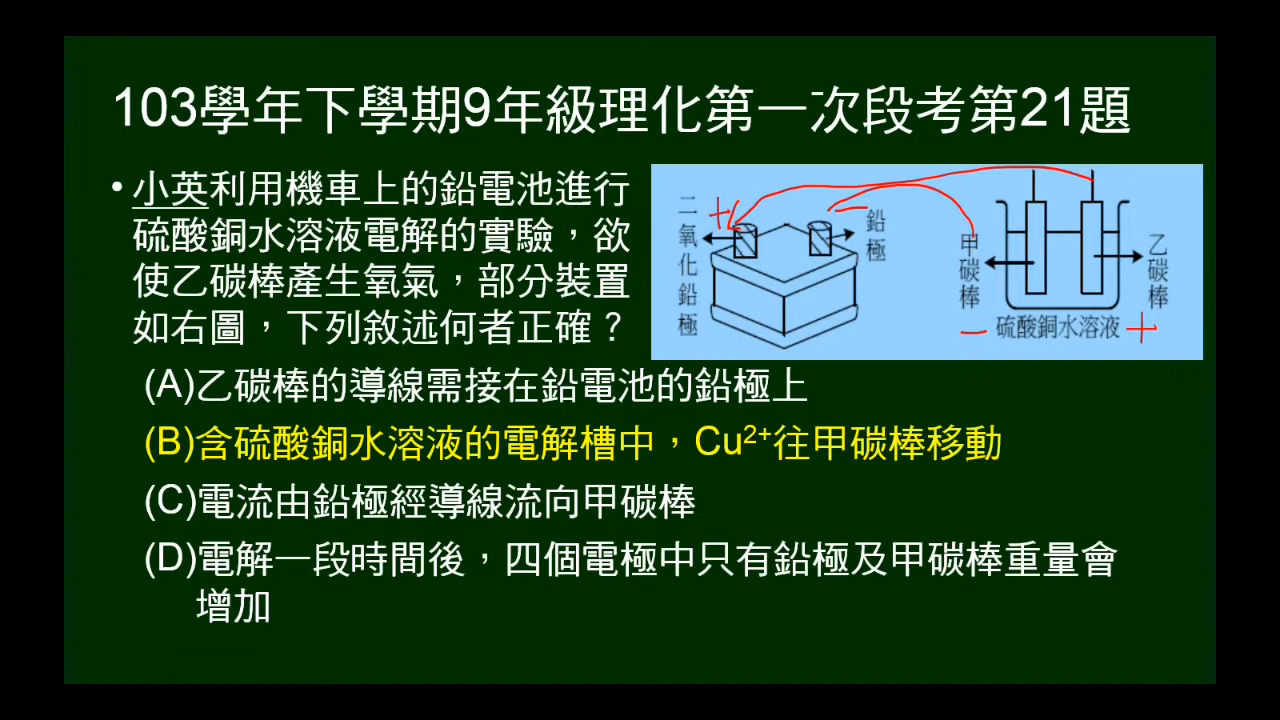 103學年下學期9年級理化第一次段考第21題
• 小英利用機車上的鉛電池進行
硫酸銅水溶液電解的實驗，欲
使乙碳棒產生氧氣，部分裝置
如右圖，下列敘述何者正確？
二氧化鉛極
+
鉛極
−
甲碳棒
乙碳棒
− 硫酸銅水溶液 +
(A)乙碳棒的導線需接在鉛電池的鉛極上
(B)含硫酸銅水溶液的電解槽中，Cu²⁺往甲碳棒移動
(C)電流由鉛極經導線流向甲碳棒
(D)電解一段時間後，四個電極中只有鉛極及甲碳棒重量會
增加